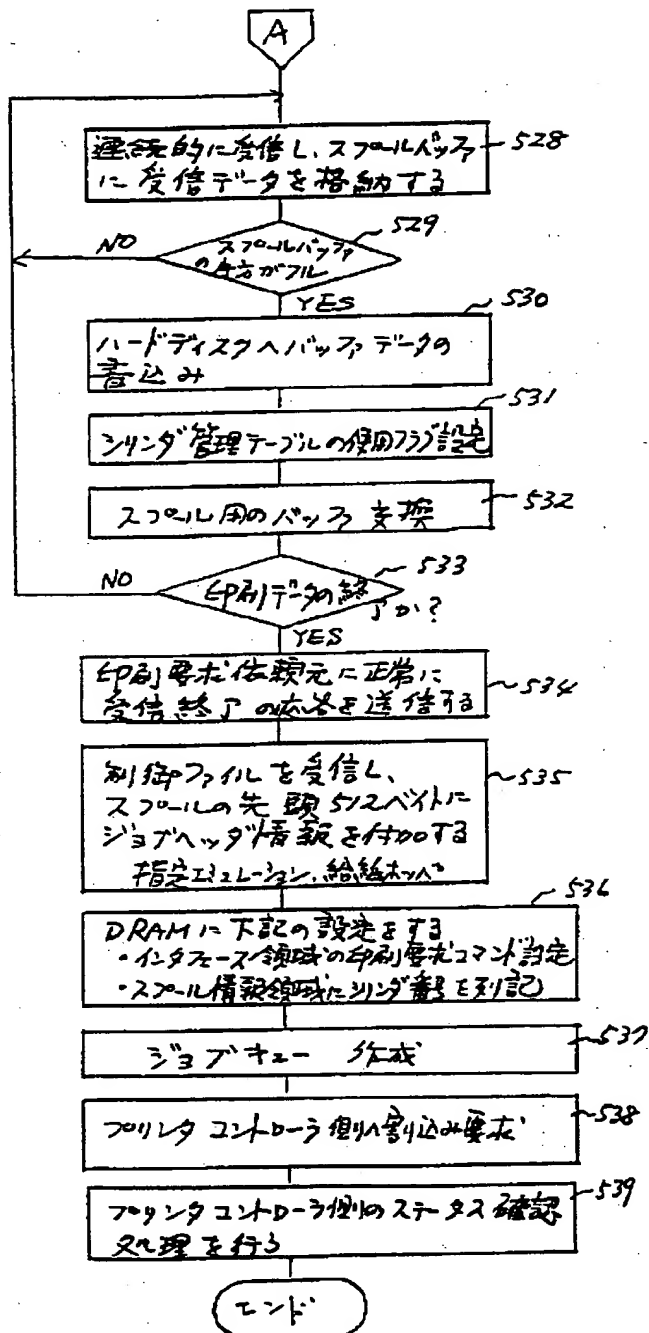 A
連続的に受信し、スプールバッファ
に受信データを格納する
528
スプールバッファ
の片方がフル
529
NO
YES
ハードディスクへバッファデータの
書込み
530
シリンダ管理テーブルの使用フラグ設定
531
スプール用のバッファ交換
532
印刷データの終
了か?
533
NO
YES
印刷要求依頼元に正常に
受信終了の応答を送信する
534
制御ファイルを受信し、
スプールの先頭512バイトに
ジョブヘッダ情報を付加する
指定エミュレーション、給紙ホッパ
535
DRAMに下記の設定をする
・インタフェース領域の印刷要求コマンド設定
・スプール情報領域にシリンダ番号を列記
536
ジョブキュー 作成
537
プリンタコントローラ側へ割り込み要求
538
プリンタコントローラ側のステータス確認
処理を行う
539
エンド